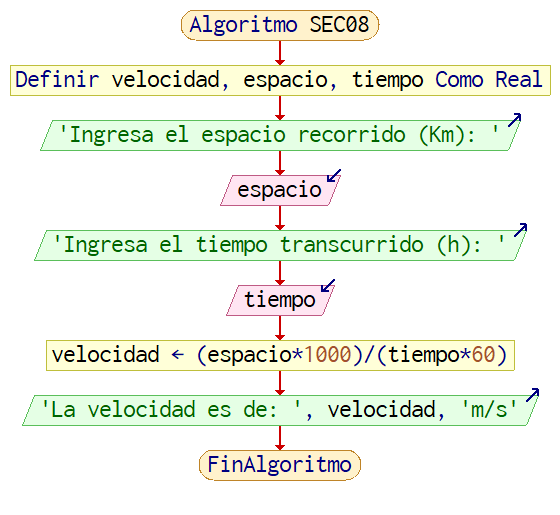 Algoritmo SEC08
Definir velocidad, espacio, tiempo Como Real
'Ingresa el espacio recorrido (Km): '
espacio
'Ingresa el tiempo transcurrido (h): '
tiempo
velocidad ← (espacio*1000)/(tiempo*60)
'La velocidad es de: ', velocidad, 'm/s'
FinAlgoritmo